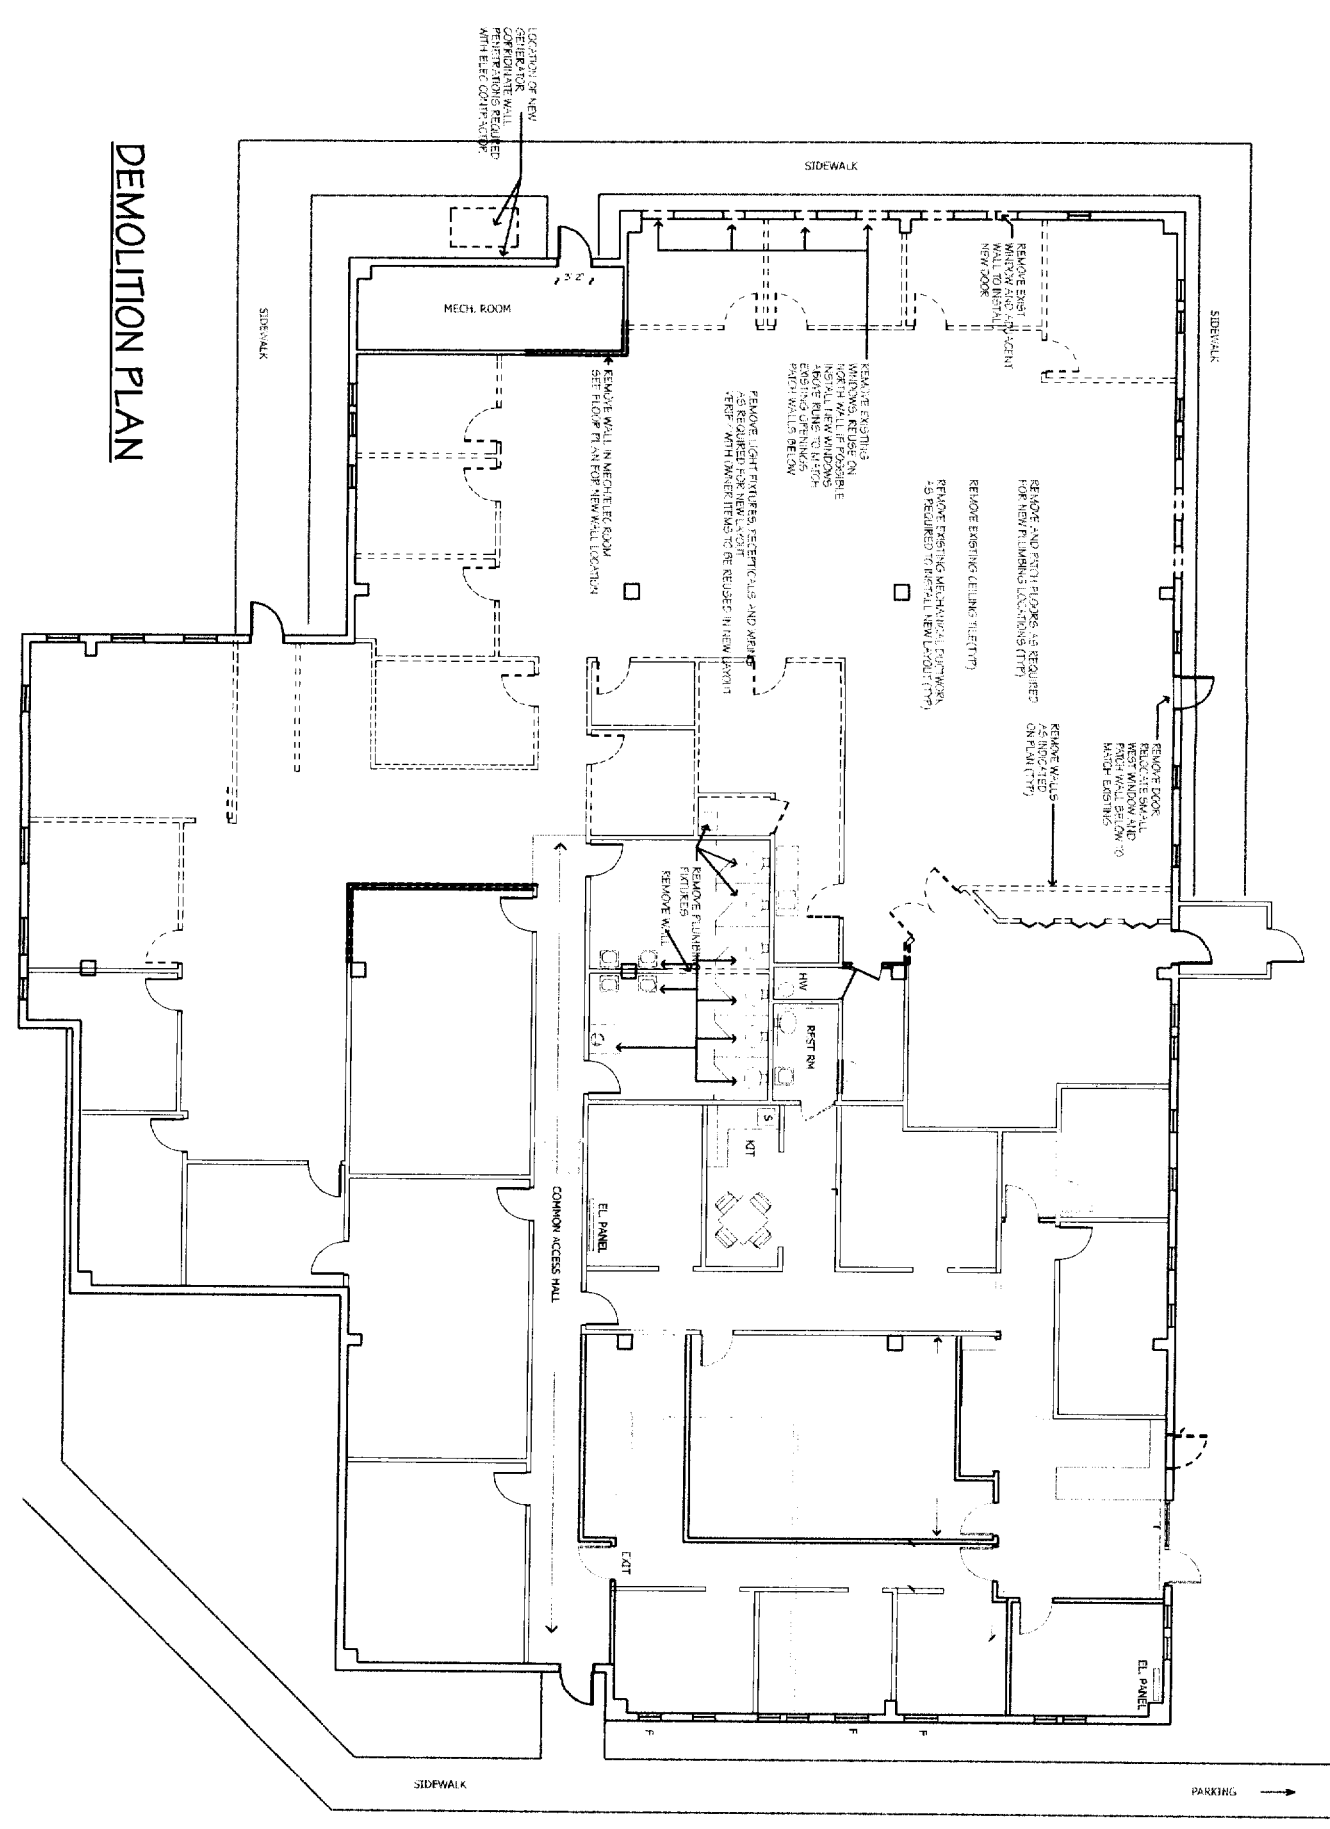 LOCATION OF NEW
GENERATOR
CORRIDINATE WALL
PENETRATIONS REQUIRED
WITH ELEC CONTRACTOR
DEMOLITION PLAN
SIDEWALK
SIDEWALK
SIDEWALK
3' 2"
MECH. ROOM
REMOVE EXIST
WINDOW AND ADJACENT
WALL TO INSTALL
NEW DOOR
REMOVE EXISTING
WINDOWS, REUSE ON
NORTH WALL IF POSSIBLE
INSTALL NEW WINDOWS
ABOVE RUNS TO MATCH
EXISTING OPENINGS
PATCH WALLS BELOW
REMOVE WALL IN MECH/ELEC ROOM
SEE FLOOR PLAN FOR NEW WALL LOCATION
REMOVE LIGHT FIXTURES, RECEPTICALS, AND WIRING
AS REQUIRED FOR NEW LAYOUT
VERIFY WITH OWNER ITEMS TO BE REUSED IN NEW LAYOUT
REMOVE AND PATCH FLOORS AS REQUIRED
FOR NEW PLUMBING LOCATIONS (TYP)
REMOVE EXISTING CEILING TILE (TYP)
REMOVE EXISTING MECHANICAL DUCTWORK
AS REQUIRED TO INSTALL NEW LAYOUT (TYP)
REMOVE WALLS
AS INDICATED
ON PLAN (TYP)
REMOVE DOOR
RELOCATE SMALL
WEST WINDOW AND
PATCH WALL BELOW TO
MATCH EXISTING
REMOVE PLUMBING
FIXTURES
REMOVE WALL
HW
REST RM
S
KIT
EL. PANEL
COMMON ACCESS HALL
EXIT
EL. PANEL
F
F
F
SIDEWALK
PARKING